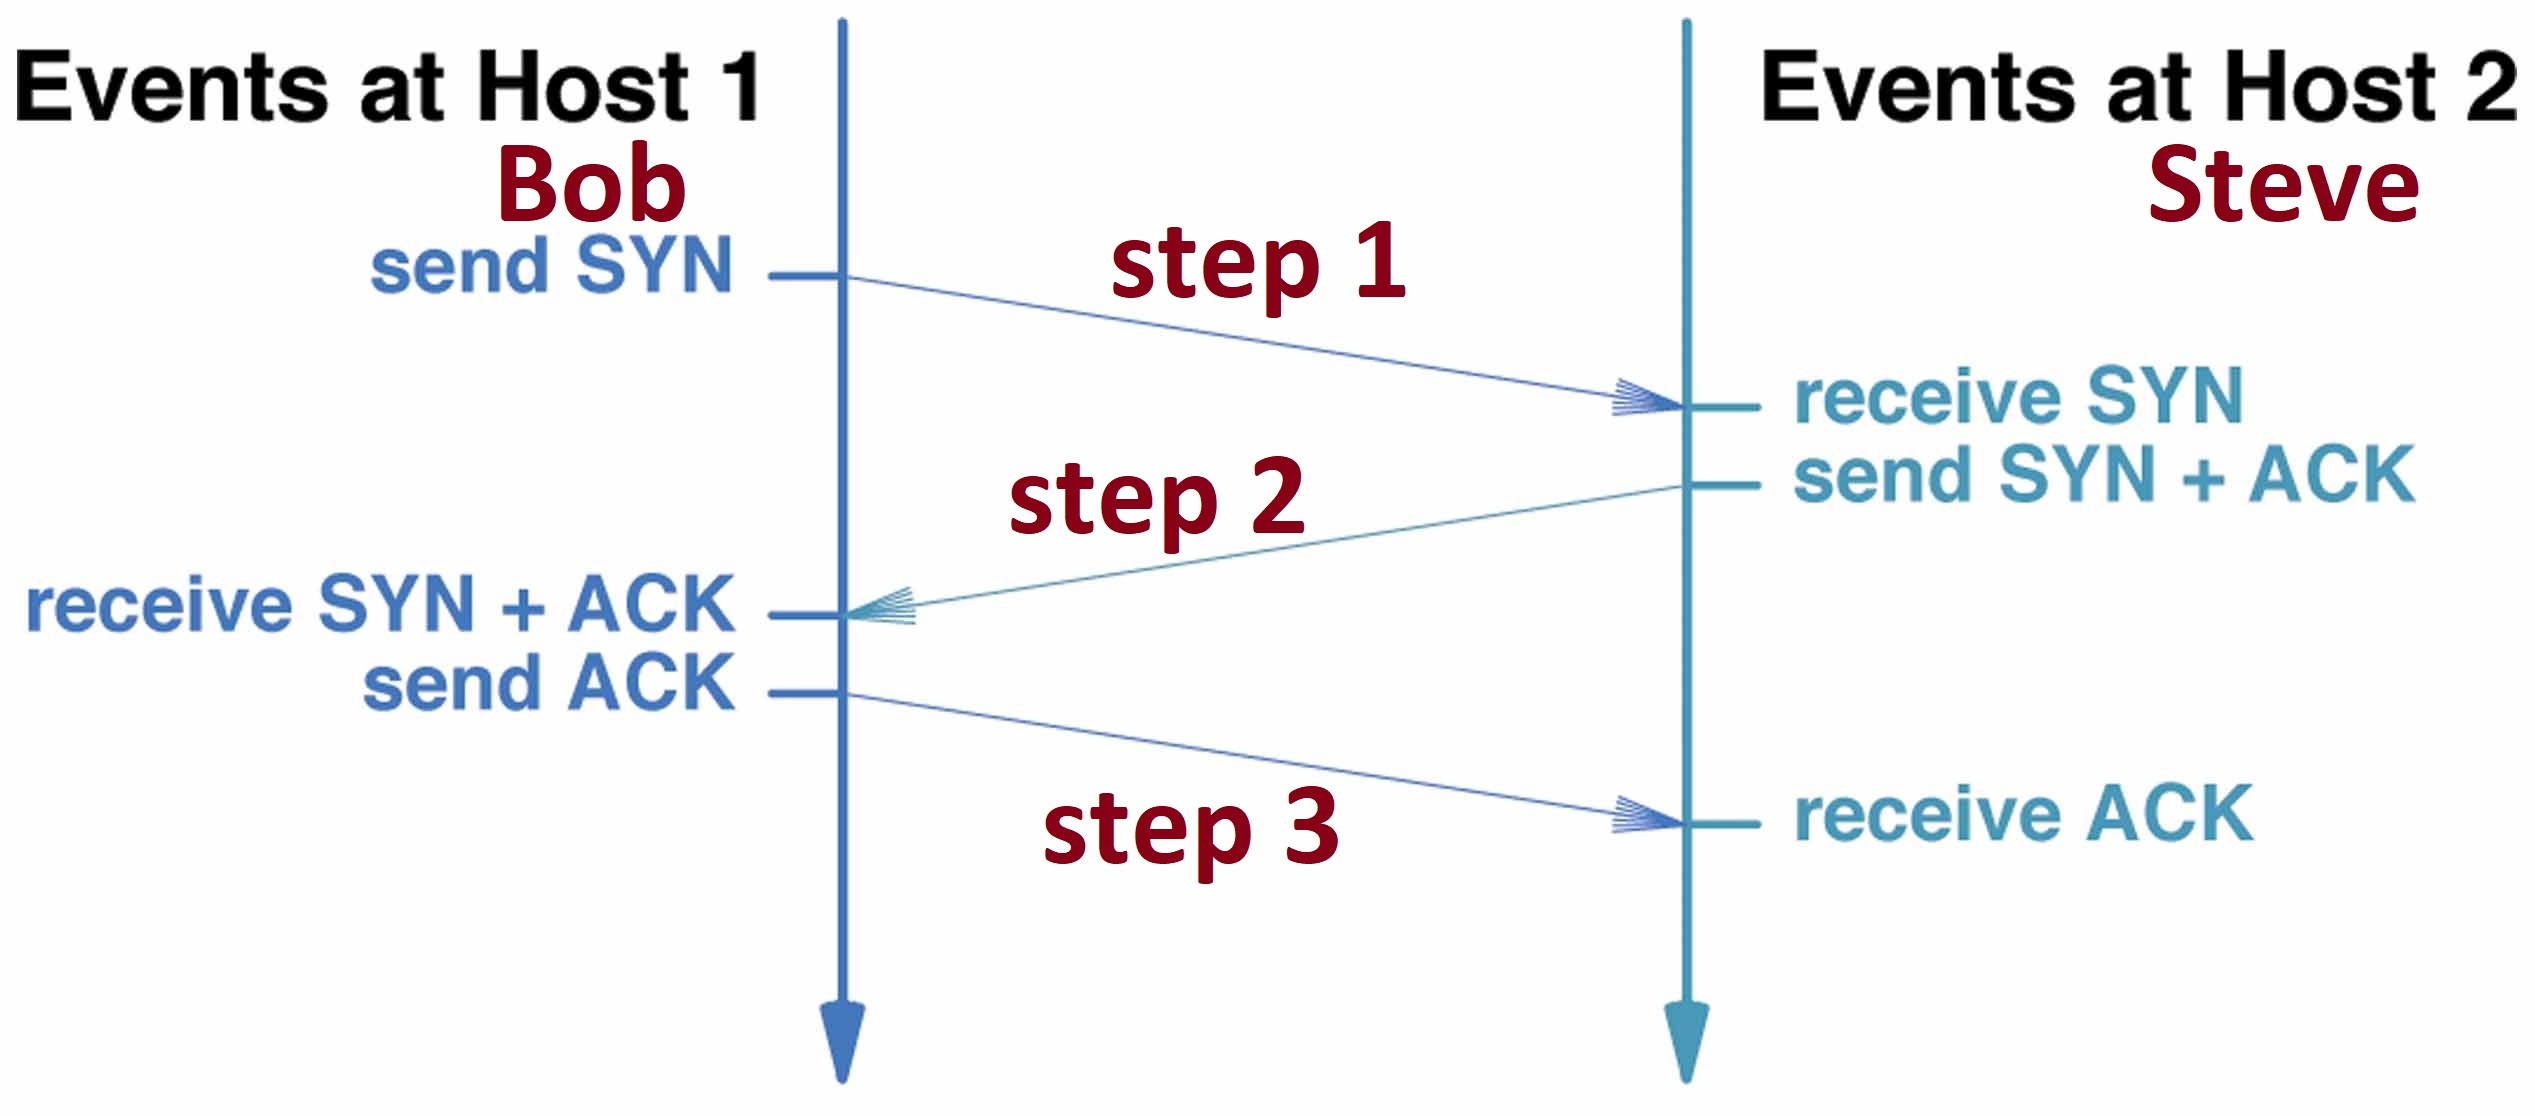 Events at Host 1
Events at Host 2
Bob
Steve
send SYN
step 1
receive SYN
send SYN + ACK
step 2
receive SYN + ACK
send ACK
step 3
receive ACK